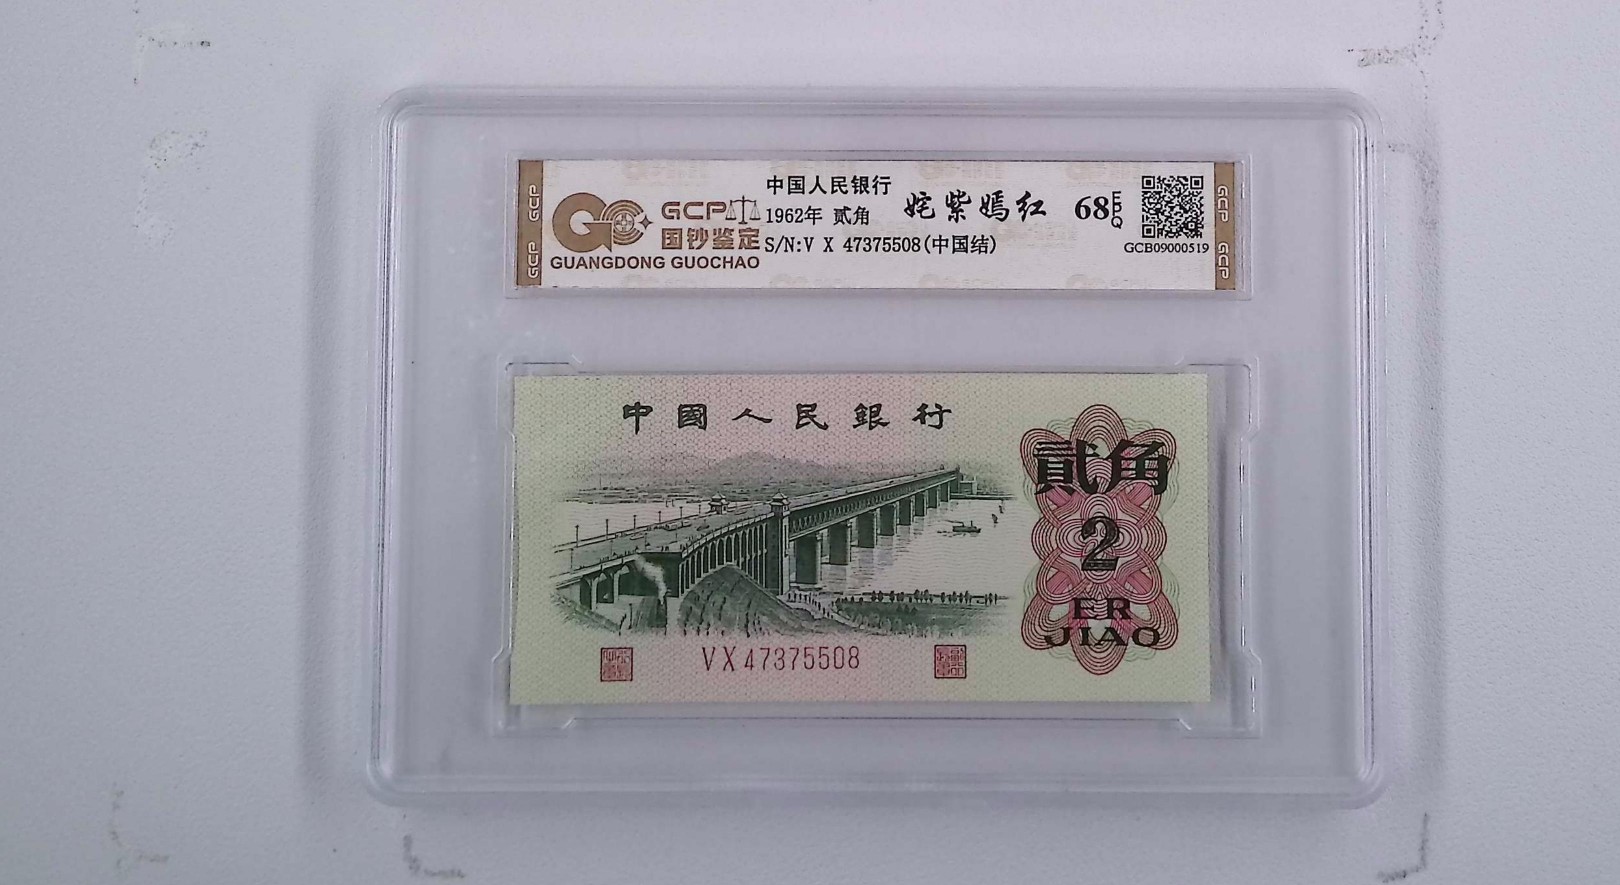 GCP
GCP
GCP
国钞鉴定
GUANGDONG GUOCHAO
中国人民银行
1962年 贰角
S/N:V X 47375508(中国结)
姹紫嫣红
68 EPQ
GCB09000519
GCP
GCP
中國人民銀行
貳角
2
ER
JIAO
VX47375508